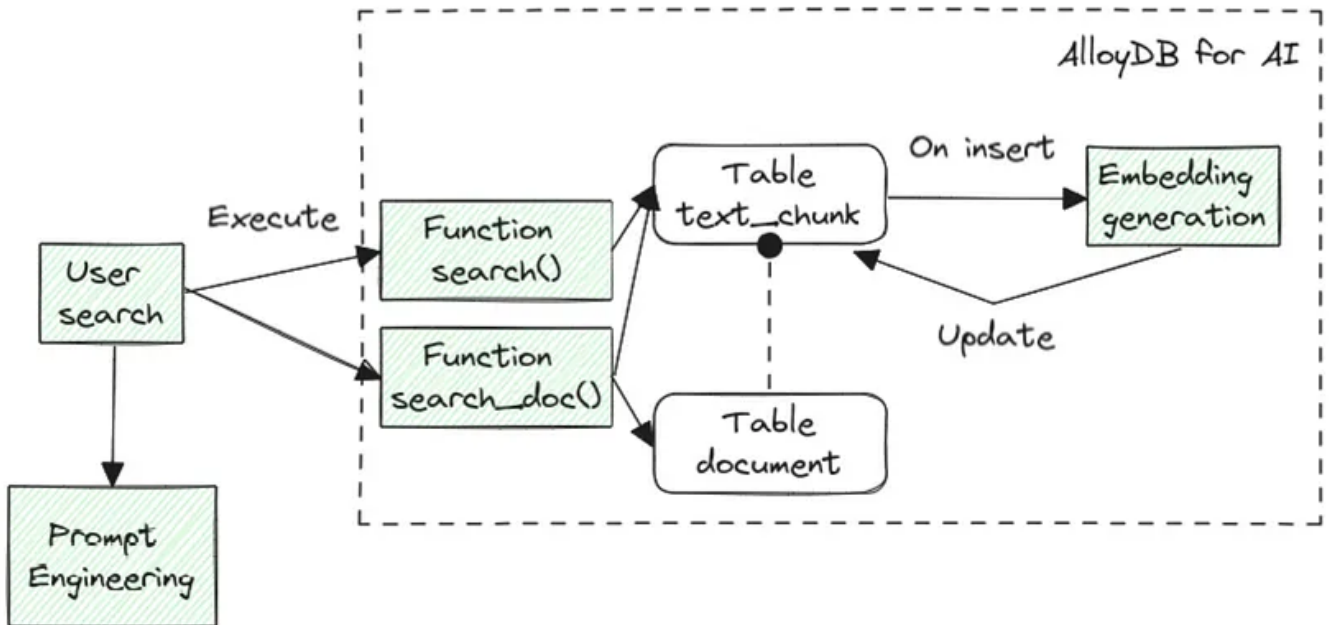 AlloyDB for AI
On insert
Table
text_chunk
Embedding
generation
Execute
Function
search()
User
search
Update
Function
search_doc()
Table
document
Prompt
Engineering